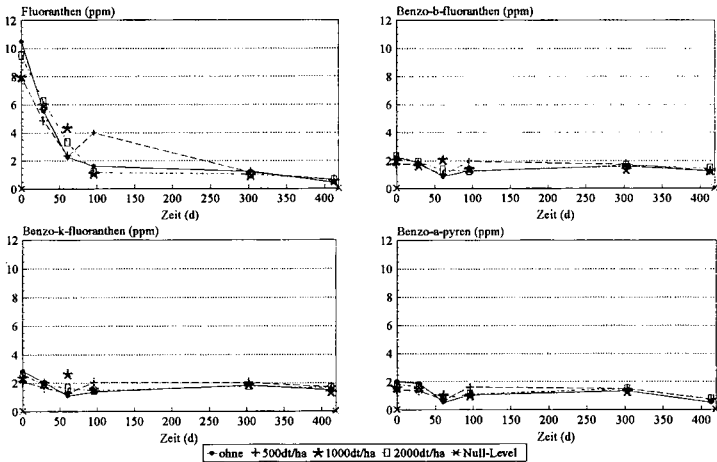 Fluoranthen (ppm)
12
10
8
6
4
2
0
0 50 100 150 200 250 300 350 400
Zeit (d)
Benzo-b-fluoranthen (ppm)
12
10
8
6
4
2
0
0 50 100 150 200 250 300 350 400
Zeit (d)
Benzo-k-fluoranthen (ppm)
12
10
8
6
4
2
0
0 50 100 150 200 250 300 350 400
Zeit (d)
Benzo-a-pyren (ppm)
12
10
8
6
4
2
0
0 50 100 150 200 250 300 350 400
Zeit (d)
ohne 500dt/ha 1000dt/ha 2000dt/ha Null-Level